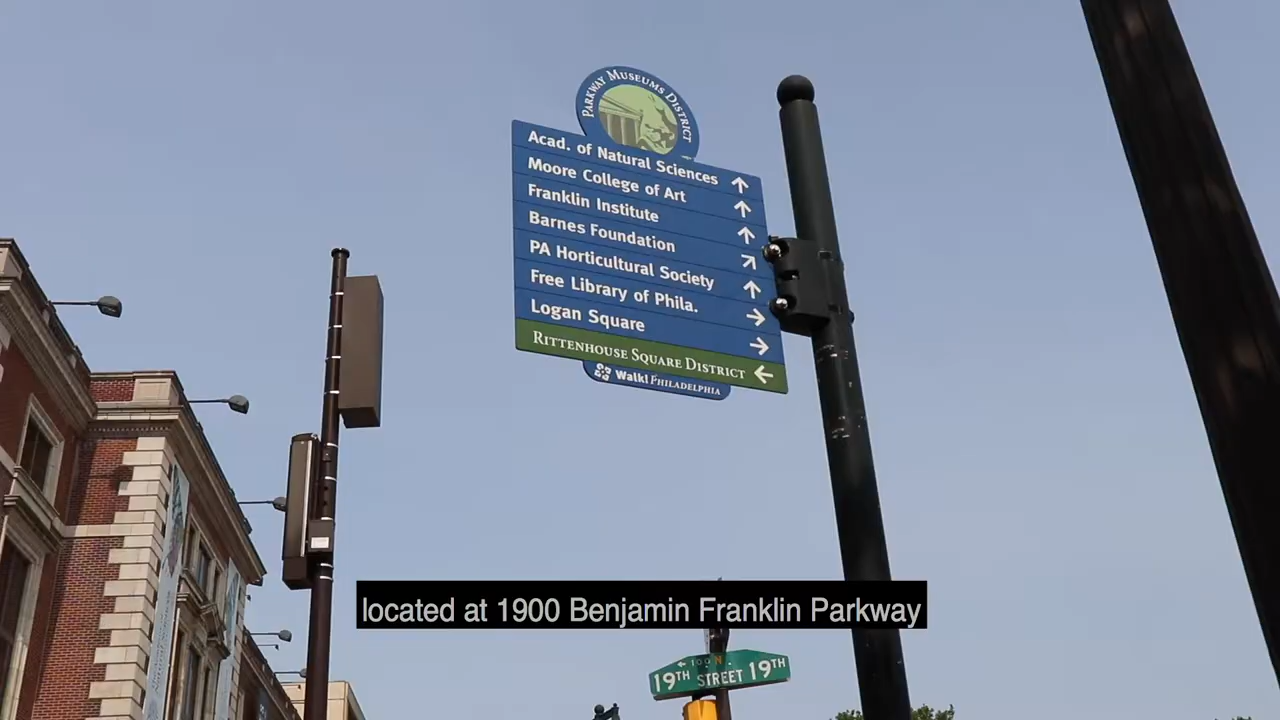 PARKWAY MUSEUMS DISTRICT
Acad. of Natural Sciences ↑
Moore College of Art ↑
Franklin Institute ↑
Barnes Foundation ↗
PA Horticultural Society ↑
Free Library of Phila. →
Logan Square →
RITTENHOUSE SQUARE DISTRICT ←
Walk! PHILADELPHIA
located at 1900 Benjamin Franklin Parkway
← 100 N
19TH STREET 19TH